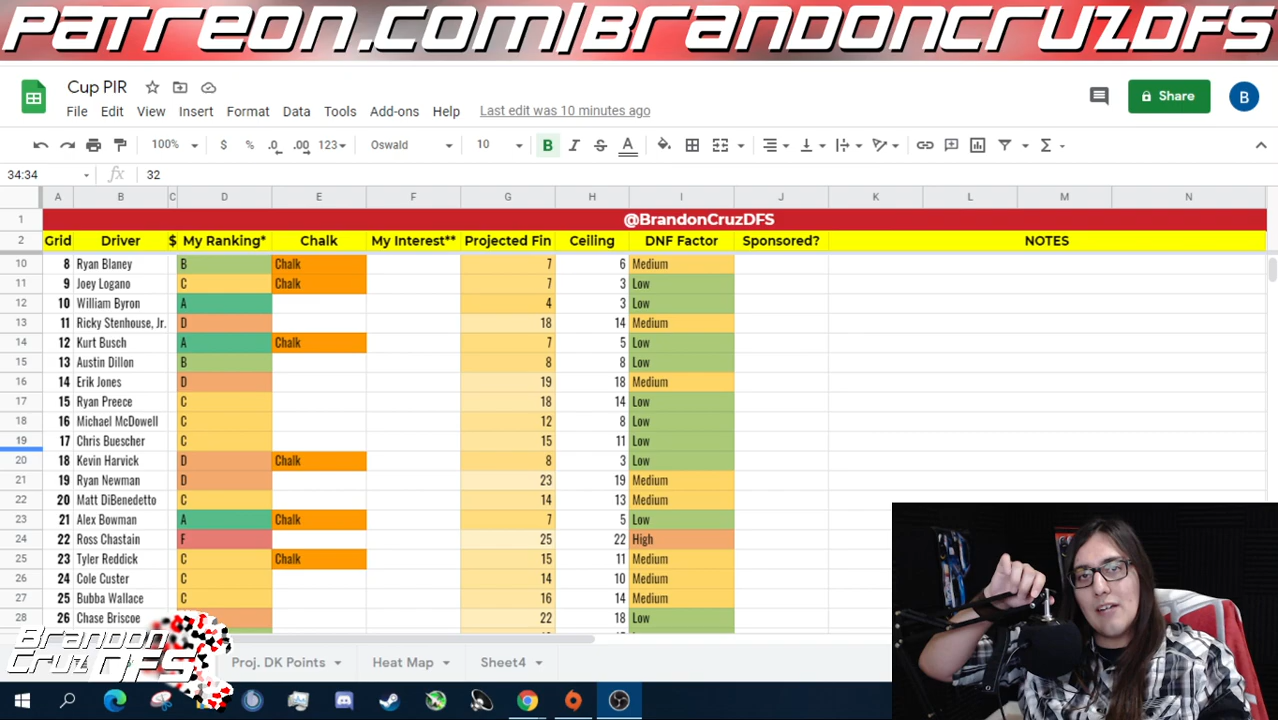 Patreon.com/BrandoncruzDFS
Cup PIR
File Edit View Insert Format Data Tools Add-ons Help Last edit was 10 minutes ago
Share
B
100% $ % .0 .00 123 Oswald 10 B I S A
34:34 fx 32
A B C D E F G H I J K L M N
1 @BrandonCruzDFS
2 Grid Driver $ My Ranking* Chalk My Interest** Projected Fin Ceiling DNF Factor Sponsored? NOTES
10 8 Ryan Blaney B Chalk 7 6 Medium
11 9 Joey Logano C Chalk 7 3 Low
12 10 William Byron A 4 3 Low
13 11 Ricky Stenhouse, Jr. D 18 14 Medium
14 12 Kurt Busch A Chalk 7 5 Low
15 13 Austin Dillon B 8 8 Low
16 14 Erik Jones D 19 18 Medium
17 15 Ryan Preece C 18 14 Low
18 16 Michael McDowell C 12 8 Low
19 17 Chris Buescher C 15 11 Low
20 18 Kevin Harvick D Chalk 8 3 Low
21 19 Ryan Newman D 23 19 Medium
22 20 Matt DiBenedetto C 14 13 Medium
23 21 Alex Bowman A Chalk 7 5 Low
24 22 Ross Chastain F 25 22 High
25 23 Tyler Reddick C Chalk 15 11 Medium
26 24 Cole Custer C 14 10 Medium
27 25 Bubba Wallace C 16 14 Medium
28 26 Chase Briscoe 22 18 Low
Brandon
CruzDFS
Proj. DK Points Heat Map Sheet4